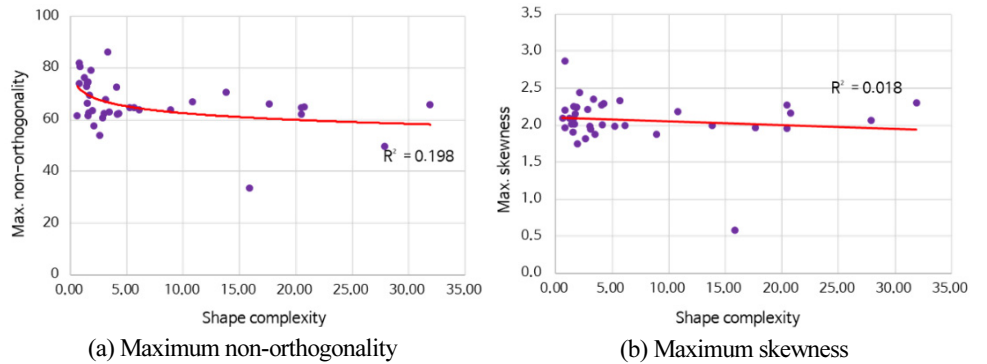 100
80
60
40
20
0
Max. non-orthogonality
R² = 0.198
0.00 5.00 10.00 15.00 20.00 25.00 30.00 35.00
Shape complexity
(a) Maximum non-orthogonality
3.5
3.0
2.5
2.0
1.5
1.0
0.5
0.0
Max. skewness
R² = 0.018
0.00 5.00 10.00 15.00 20.00 25.00 30.00 35.00
Shape complexity
(b) Maximum skewness